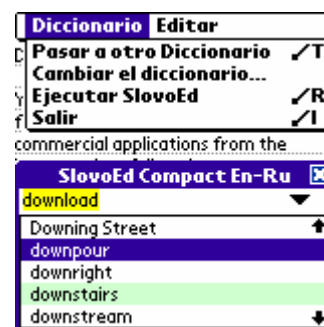 Diccionario Editar
Pasar a otro Diccionario /T
Cambiar el diccionario...
Ejecutar SlovoEd /R
Salir /I
commercial applications from the
SlovoEd Compact En-Ru
download
Downing Street
downpour
downright
downstairs
downstream